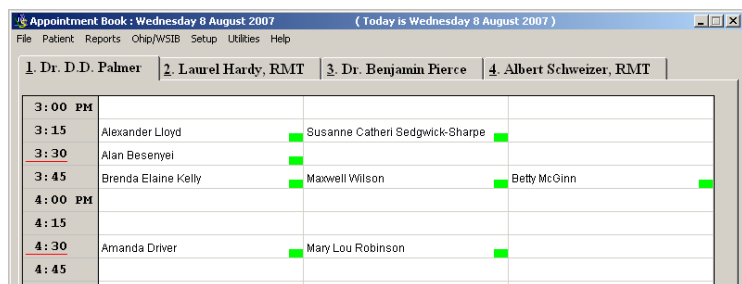 Appointment Book : Wednesday 8 August 2007 ( Today is Wednesday 8 August 2007 )
File Patient Reports Ohip/WSIB Setup Utilities Help
1. Dr. D.D. Palmer 2. Laurel Hardy, RMT 3. Dr. Benjamin Pierce 4. Albert Schweizer, RMT
3:00 PM
3:15 Alexander Lloyd Susanne Catheri Sedgwick-Sharpe
3:30 Alan Besenyei
3:45 Brenda Elaine Kelly Maxwell Wilson Betty McGinn
4:00 PM
4:15
4:30 Amanda Driver Mary Lou Robinson
4:45